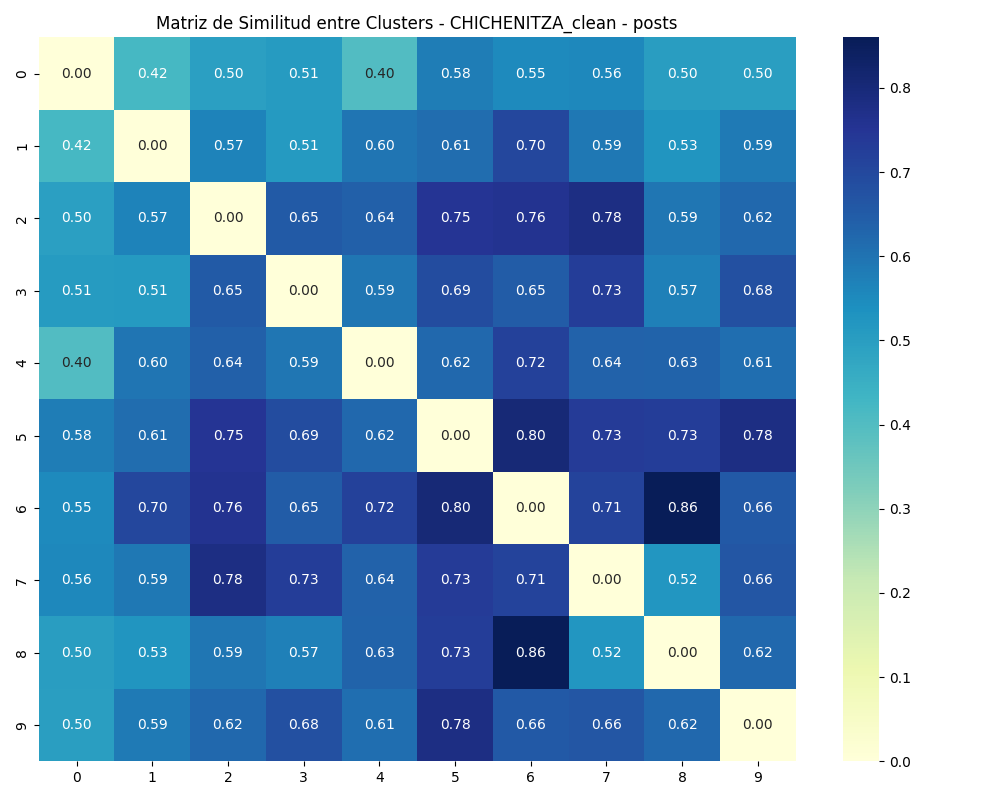 Matriz de Similitud entre Clusters - CHICHENITZA_clean - posts
0 0.00 0.42 0.50 0.51 0.40 0.58 0.55 0.56 0.50 0.50
1 0.42 0.00 0.57 0.51 0.60 0.61 0.70 0.59 0.53 0.59
2 0.50 0.57 0.00 0.65 0.64 0.75 0.76 0.78 0.59 0.62
3 0.51 0.51 0.65 0.00 0.59 0.69 0.65 0.73 0.57 0.68
4 0.40 0.60 0.64 0.59 0.00 0.62 0.72 0.64 0.63 0.61
5 0.58 0.61 0.75 0.69 0.62 0.00 0.80 0.73 0.73 0.78
6 0.55 0.70 0.76 0.65 0.72 0.80 0.00 0.71 0.86 0.66
7 0.56 0.59 0.78 0.73 0.64 0.73 0.71 0.00 0.52 0.66
8 0.50 0.53 0.59 0.57 0.63 0.73 0.86 0.52 0.00 0.62
9 0.50 0.59 0.62 0.68 0.61 0.78 0.66 0.66 0.62 0.00
0 1 2 3 4 5 6 7 8 9
0.8
0.7
0.6
0.5
0.4
0.3
0.2
0.1
0.0